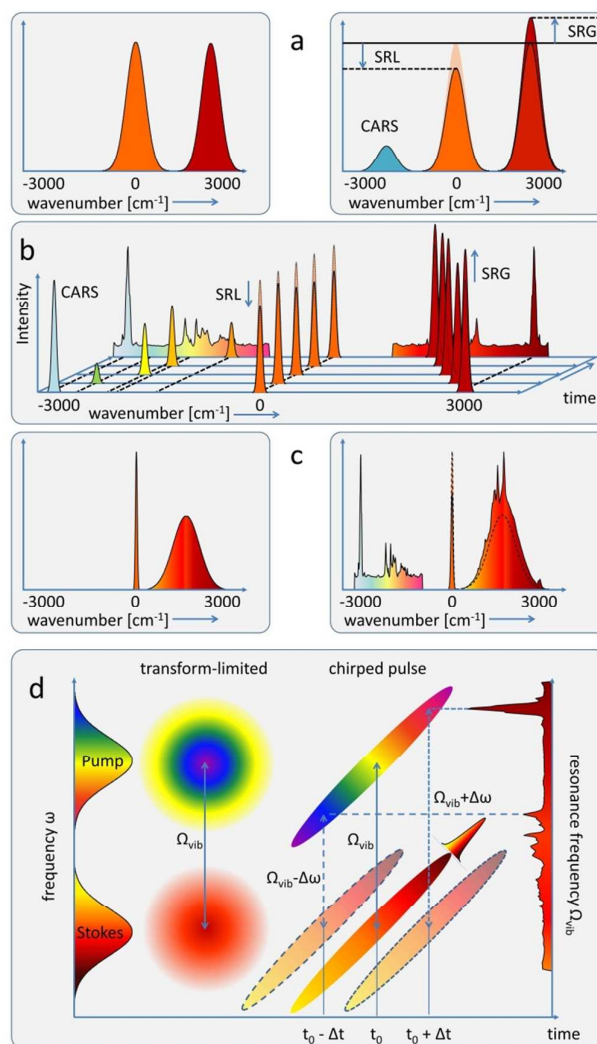 a
-3000 0 3000
wavenumber [cm⁻¹]
SRG
SRL
CARS
-3000 0 3000
wavenumber [cm⁻¹]
b
Intensity
CARS
SRL
SRG
-3000 0 3000
wavenumber [cm⁻¹]
time
c
-3000 0 3000
wavenumber [cm⁻¹]
-3000 0 3000
wavenumber [cm⁻¹]
d
transform-limited
chirped pulse
frequency ω
Pump
Stokes
Ωvib
Ωvib-Δω
Ωvib
Ωvib+Δω
resonance frequency Ωvib
t₀ - Δt t₀ t₀ + Δt time